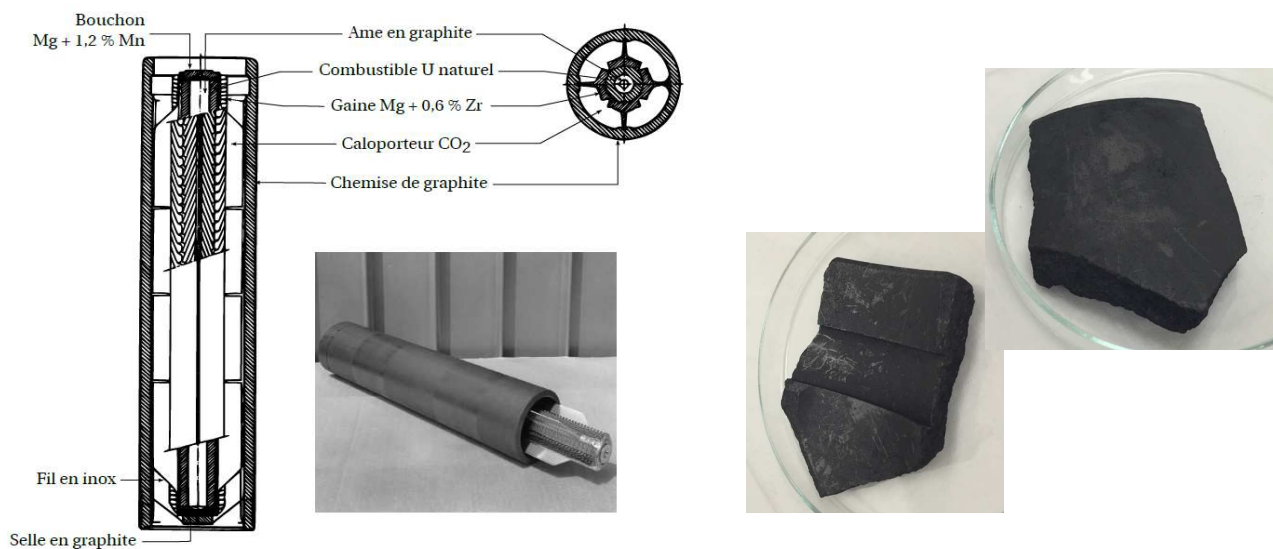 Bouchon
Mg + 1,2 % Mn
Ame en graphite
Combustible U naturel
Gaine Mg + 0,6 % Zr
Caloporteur CO₂
Chemise de graphite
Fil en inox
Selle en graphite